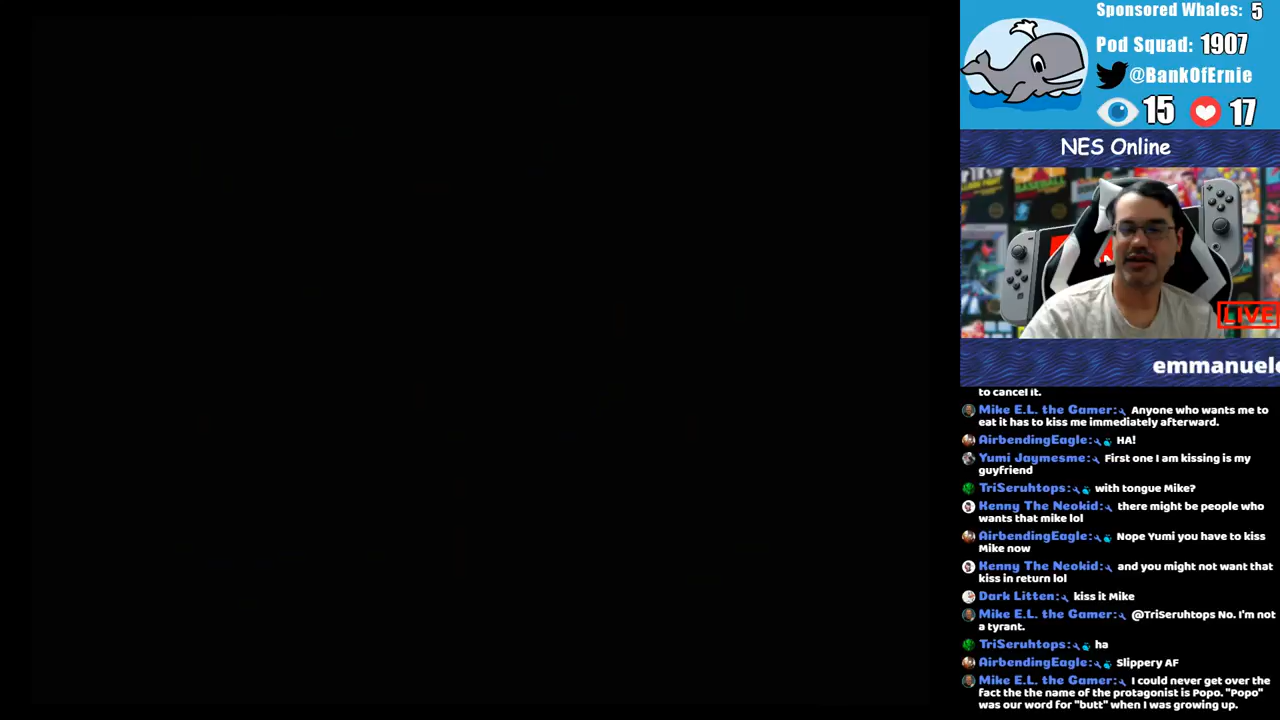 Sponsored Whales: 5
Pod Squad: 1907
@BankOfErnie
15 17
NES Online
LIVE
emmanuele
to cancel it.
Mike E.L. the Gamer: Anyone who wants me to
eat it has to kiss me immediately afterward.
AirbendingEagle: HA!
Yumi Jaymesme: First one I am kissing is my
guyfriend
TriSeruhtops: with tongue Mike?
Kenny The Neokid: there might be people who
wants that mike lol
AirbendingEagle: Nope Yumi you have to kiss
Mike now
Kenny The Neokid: and you might not want that
kiss in return lol
Dark Litten: kiss it Mike
Mike E.L. the Gamer: @TriSeruhtops No. I'm not
a tyrant.
TriSeruhtops: ha
AirbendingEagle: Slippery AF
Mike E.L. the Gamer: I could never get over the
fact the the name of the protagonist is Popo. "Popo"
was our word for "butt" when I was growing up.